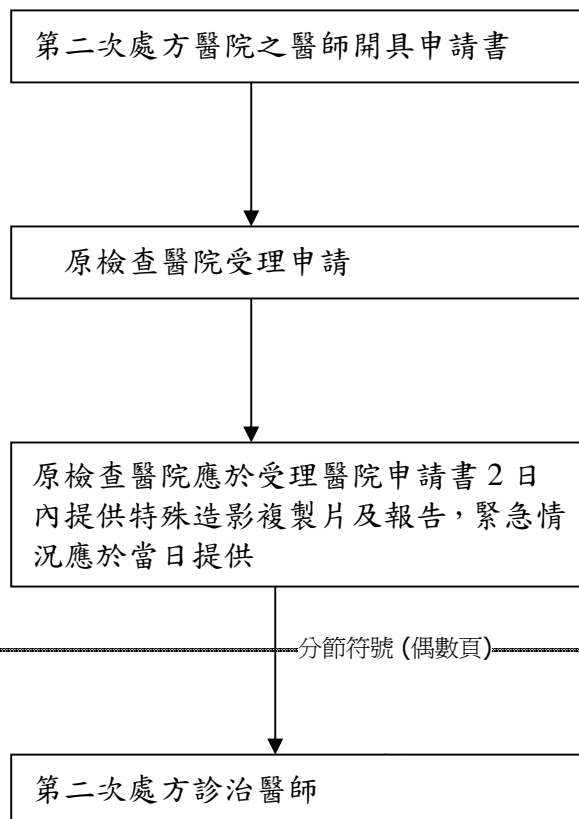 第二次處方醫院之醫師開具申請書
原檢查醫院受理申請
原檢查醫院應於受理醫院申請書 2 日
內提供特殊造影複製片及報告，緊急情
況應於當日提供
分節符號 (偶數頁)
第二次處方診治醫師